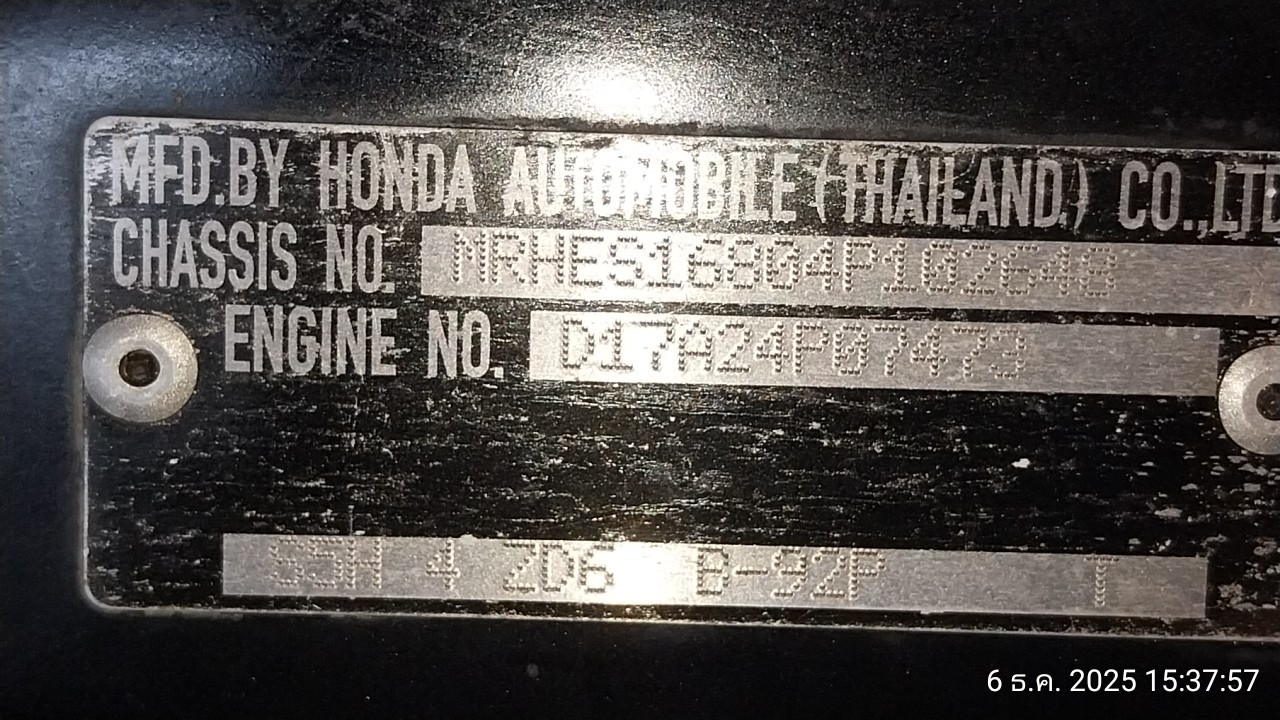 MFD.BY HONDA AUTOMOBILE (THAILAND) CO.,LTD
CHASSIS NO. NRHES16804P102648
ENGINE NO. D17A24P07473
S5H 4 ZD6 B-92P T
6 ธ.ค. 2025 15:37:57